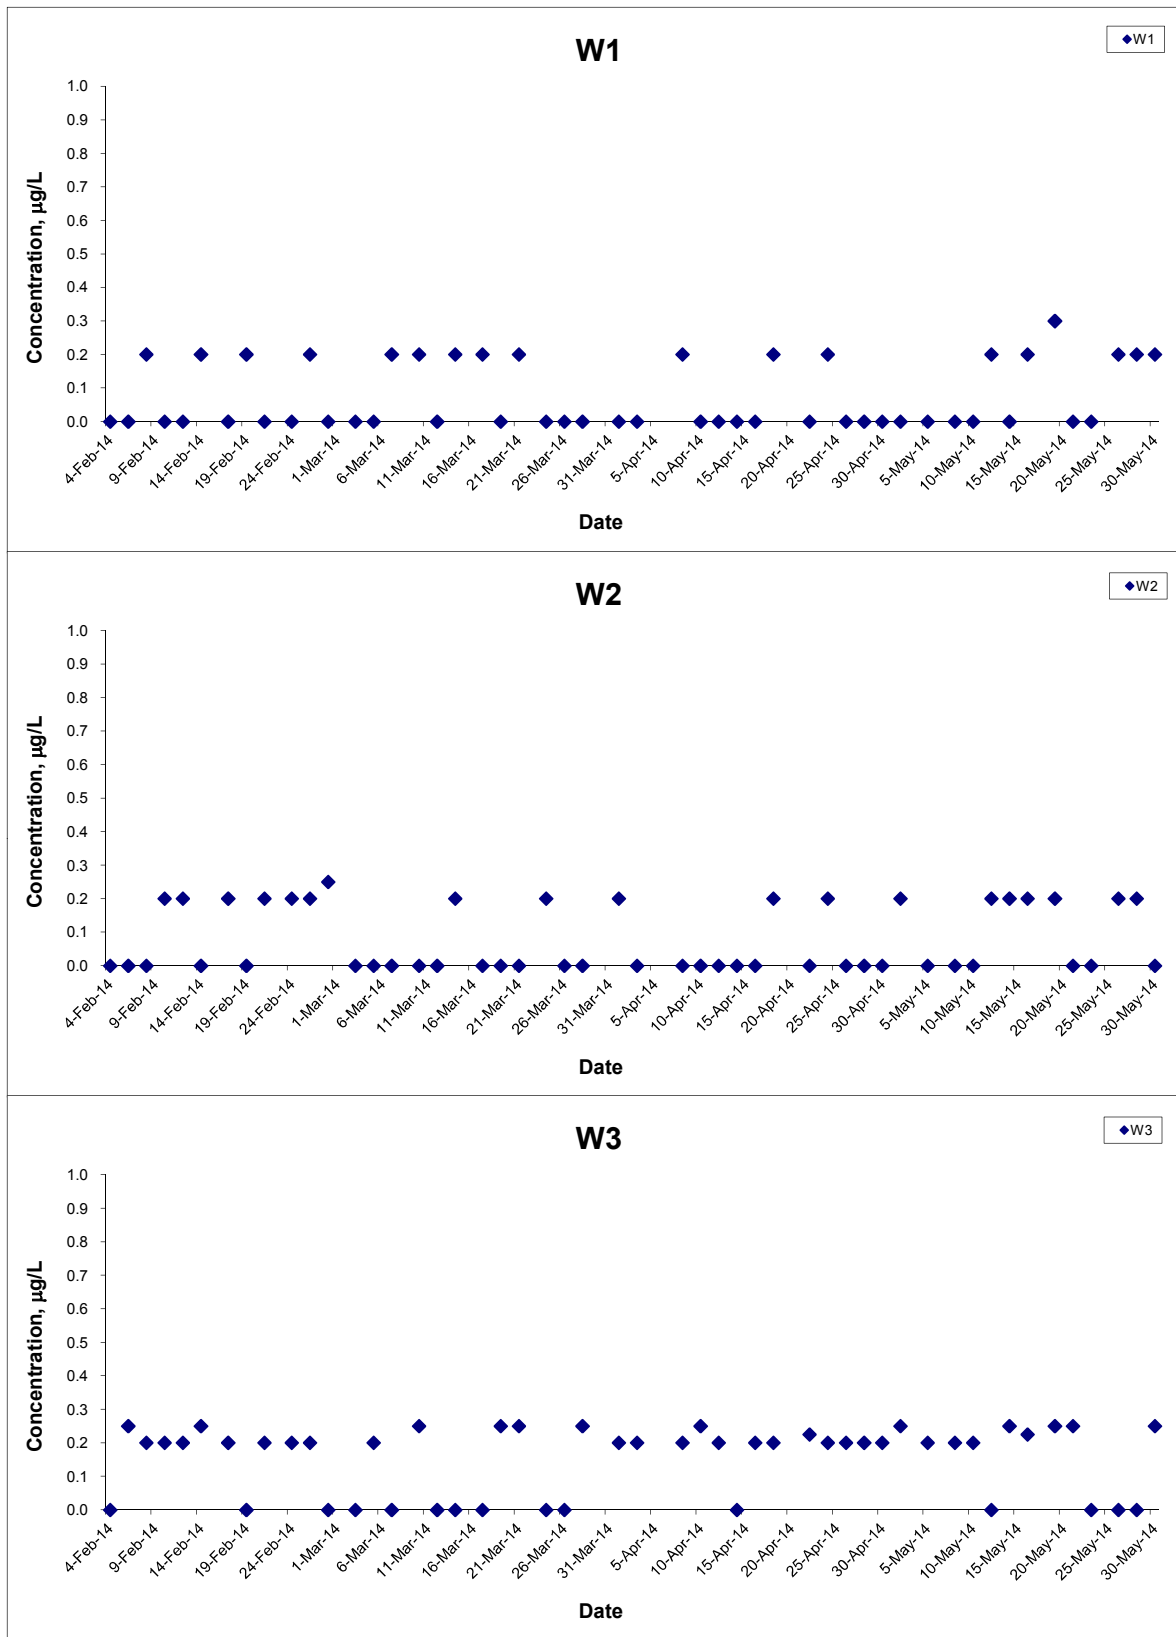 W1
W1
1.0
0.9
0.8
0.7
0.6
0.5
0.4
0.3
0.2
0.1
0.0
Concentration, µg/L
4-Feb-14
9-Feb-14
14-Feb-14
19-Feb-14
24-Feb-14
1-Mar-14
6-Mar-14
11-Mar-14
16-Mar-14
21-Mar-14
26-Mar-14
31-Mar-14
5-Apr-14
10-Apr-14
15-Apr-14
20-Apr-14
25-Apr-14
30-Apr-14
5-May-14
10-May-14
15-May-14
20-May-14
25-May-14
30-May-14
Date
W2
W2
1.0
0.9
0.8
0.7
0.6
0.5
0.4
0.3
0.2
0.1
0.0
Concentration, µg/L
4-Feb-14
9-Feb-14
14-Feb-14
19-Feb-14
24-Feb-14
1-Mar-14
6-Mar-14
11-Mar-14
16-Mar-14
21-Mar-14
26-Mar-14
31-Mar-14
5-Apr-14
10-Apr-14
15-Apr-14
20-Apr-14
25-Apr-14
30-Apr-14
5-May-14
10-May-14
15-May-14
20-May-14
25-May-14
30-May-14
Date
W3
W3
1.0
0.9
0.8
0.7
0.6
0.5
0.4
0.3
0.2
0.1
0.0
Concentration, µg/L
4-Feb-14
9-Feb-14
14-Feb-14
19-Feb-14
24-Feb-14
1-Mar-14
6-Mar-14
11-Mar-14
16-Mar-14
21-Mar-14
26-Mar-14
31-Mar-14
5-Apr-14
10-Apr-14
15-Apr-14
20-Apr-14
25-Apr-14
30-Apr-14
5-May-14
10-May-14
15-May-14
20-May-14
25-May-14
30-May-14
Date